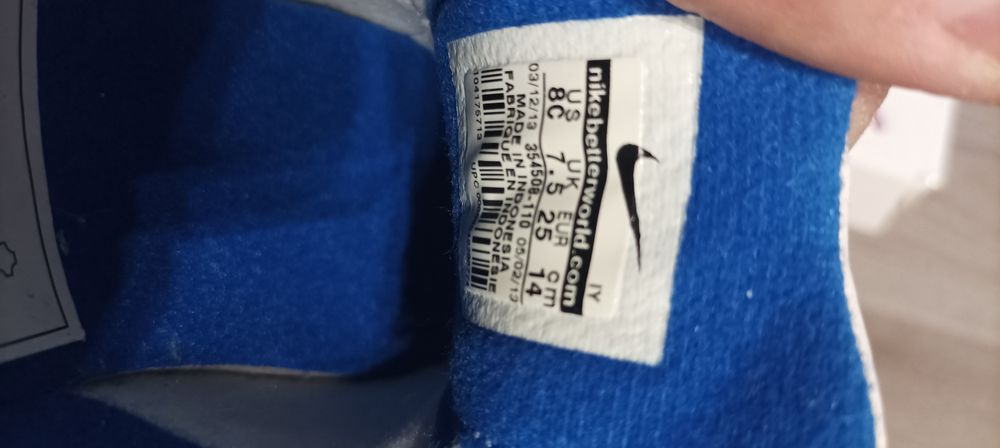 IY
nikebetterworld.com
US UK EUR cm
8C 7.5 25 14
03/12/13 354508-110 05/02/13
MADE IN INDONESIA
FABRIQUE EN INDONESIE